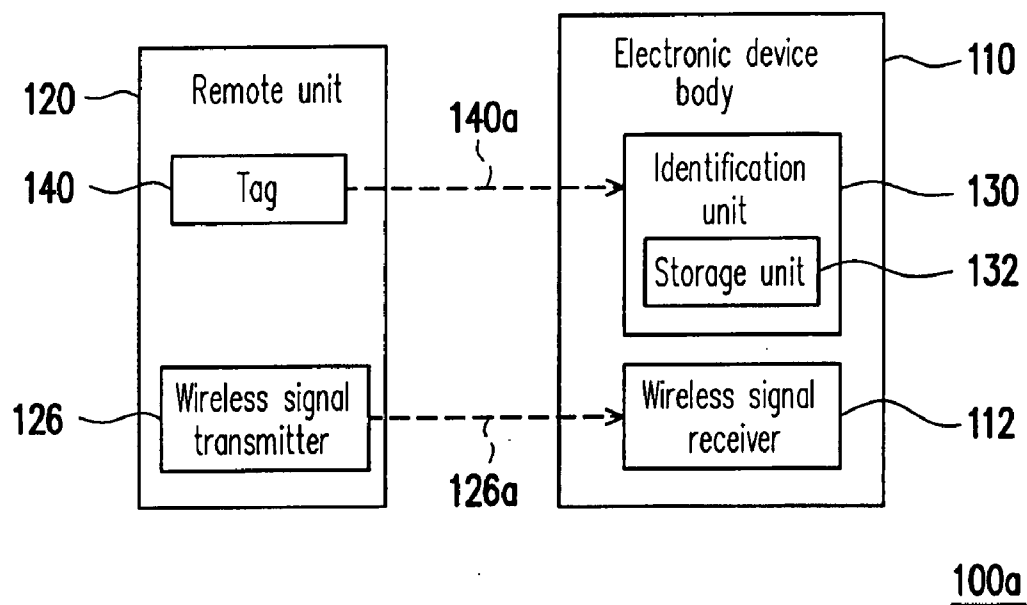 120
Remote unit
140
Tag
140a
126
Wireless signal
transmitter
126a
Electronic device
body
110
Identification
unit
130
Storage unit
132
Wireless signal
receiver
112
100a